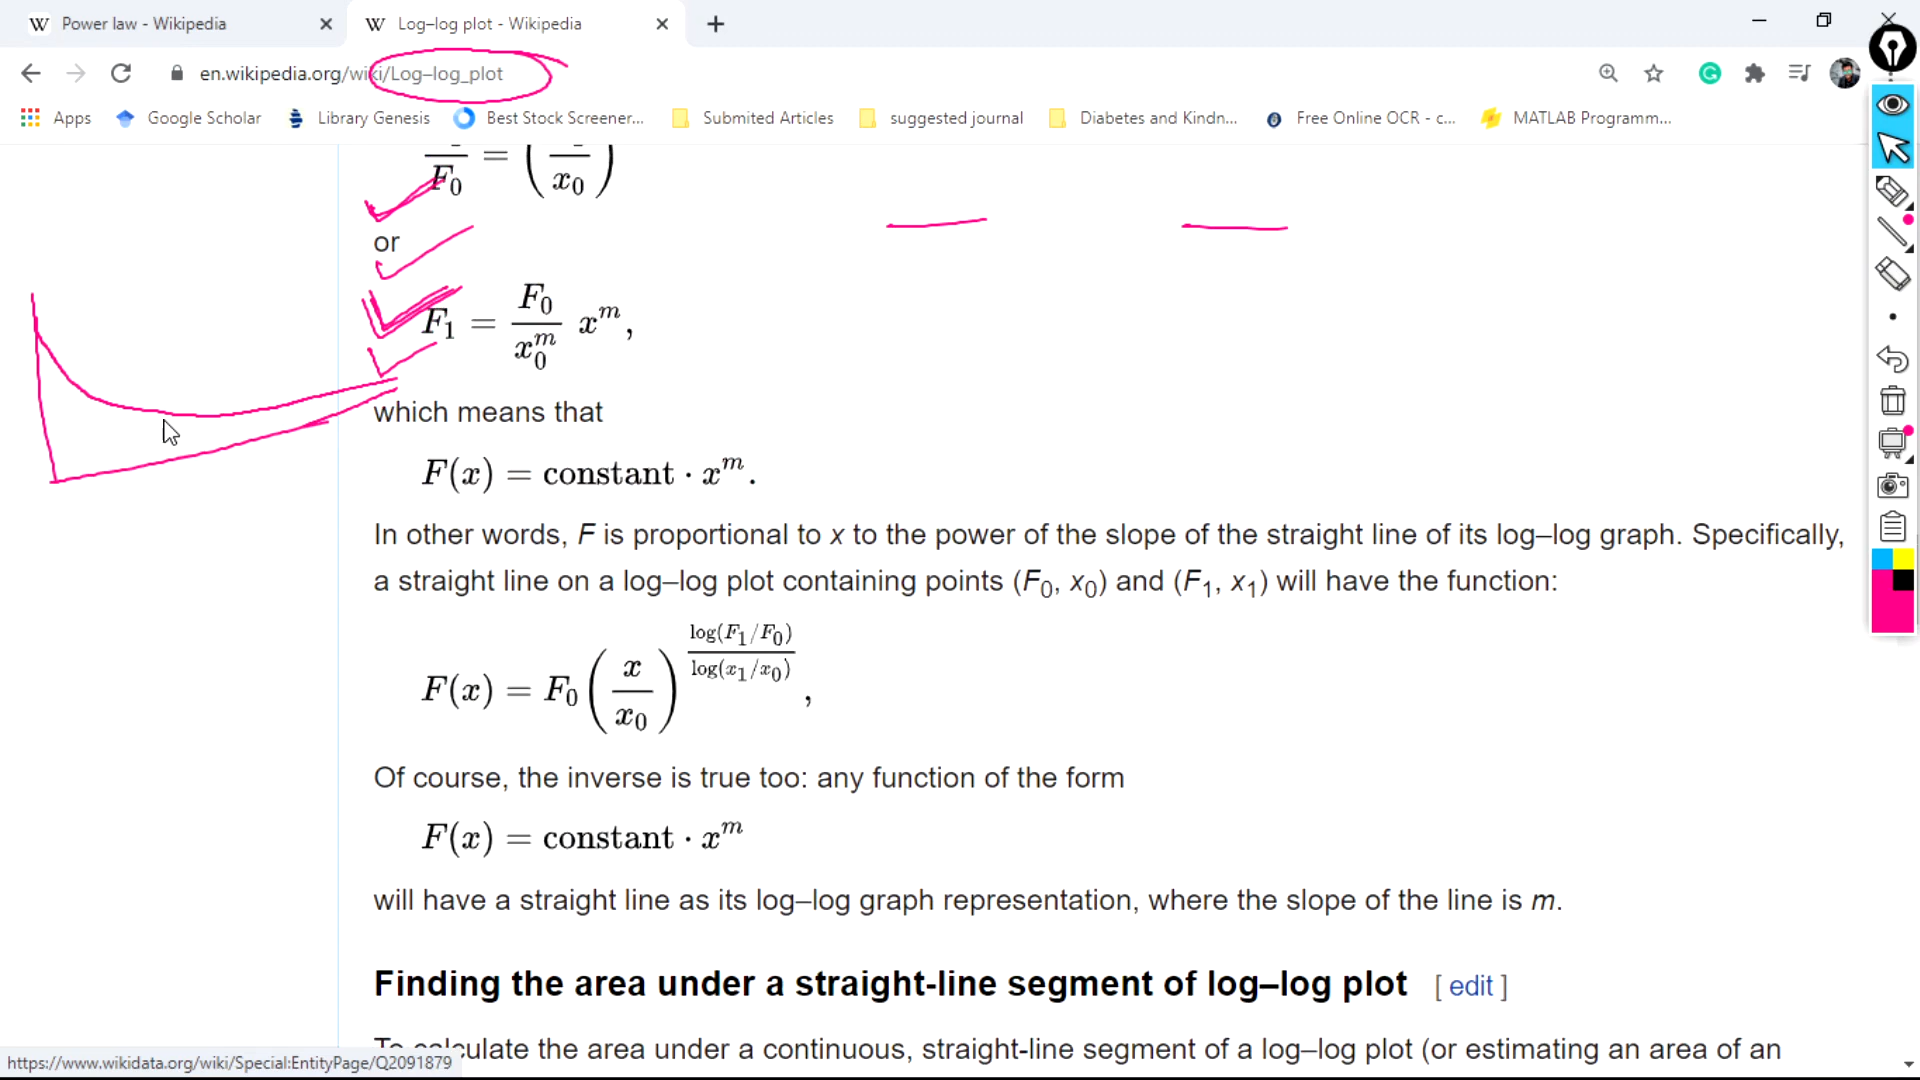 Power law - Wikipedia
Log–log plot - Wikipedia
en.wikipedia.org/wiki/Log–log_plot
Apps
Google Scholar
Library Genesis
Best Stock Screener...
Submited Articles
suggested journal
Diabetes and Kindn...
Free Online OCR - c...
MATLAB Programm...
F₀ = ( x₀ )
or
F₁ = F₀ / x₀ᵐ xᵐ,
which means that
F(x) = constant · xᵐ.
In other words, F is proportional to x to the power of the slope of the straight line of its log–log graph. Specifically,
a straight line on a log–log plot containing points (F₀, x₀) and (F₁, x₁) will have the function:
F(x) = F₀ (x / x₀)^(log(F₁/F₀) / log(x₁/x₀)),
Of course, the inverse is true too: any function of the form
F(x) = constant · xᵐ
will have a straight line as its log–log graph representation, where the slope of the line is m.
Finding the area under a straight-line segment of log–log plot [ edit ]
To calculate the area under a continuous, straight-line segment of a log–log plot (or estimating an area of an
https://www.wikidata.org/wiki/Special:EntityPage/Q2091879